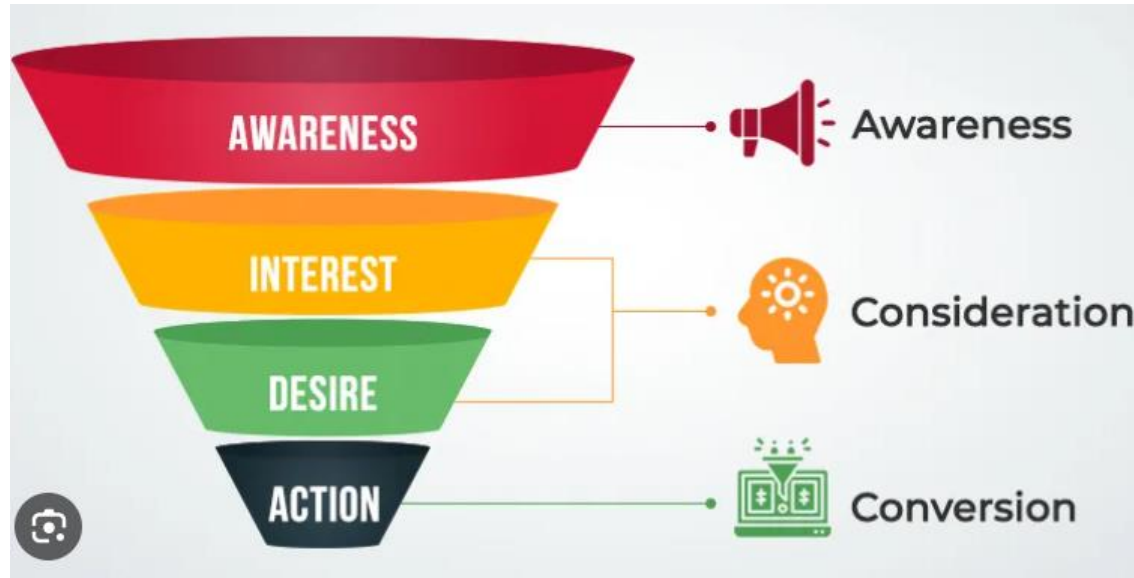 AWARENESS
Awareness
INTEREST
Consideration
DESIRE
ACTION
Conversion